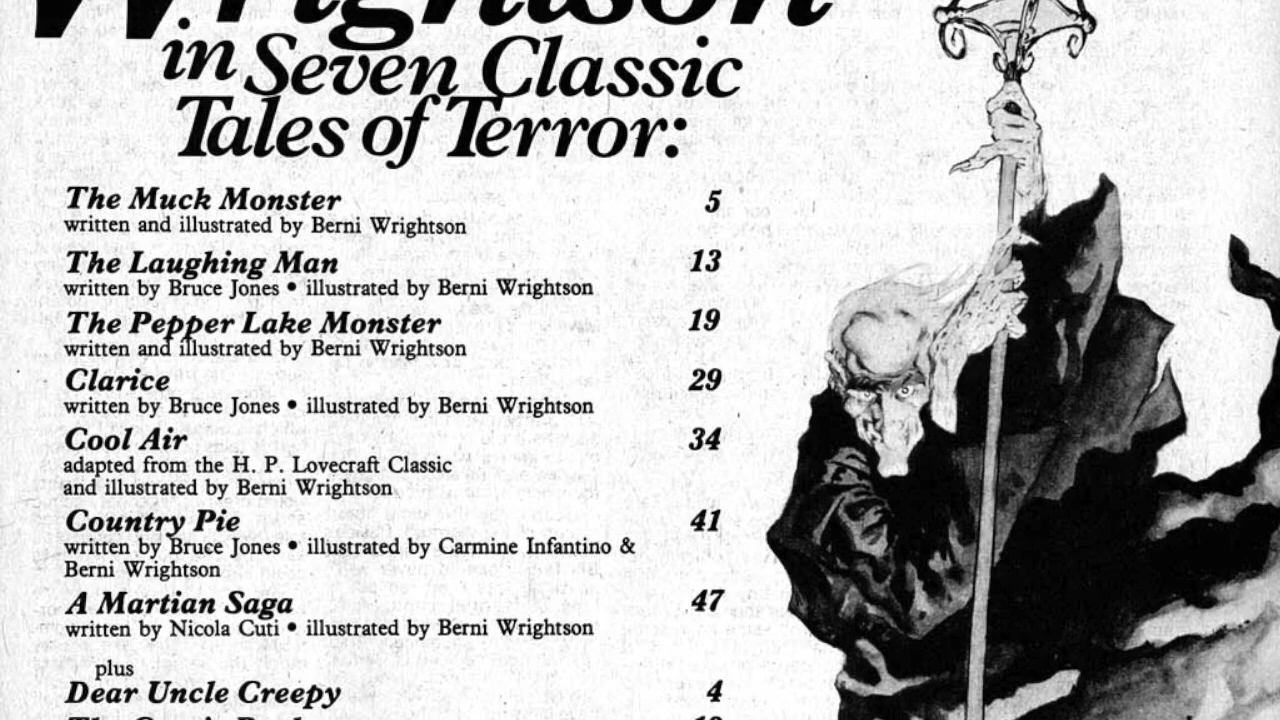 Wrightson
in Seven Classic
Tales of Terror:
The Muck Monster 5
written and illustrated by Berni Wrightson
The Laughing Man 13
written by Bruce Jones • illustrated by Berni Wrightson
The Pepper Lake Monster 19
written and illustrated by Berni Wrightson
Clarice 29
written by Bruce Jones • illustrated by Berni Wrightson
Cool Air 34
adapted from the H. P. Lovecraft Classic
and illustrated by Berni Wrightson
Country Pie 41
written by Bruce Jones • illustrated by Carmine Infantino &
Berni Wrightson
A Martian Saga 47
written by Nicola Cuti • illustrated by Berni Wrightson
plus
Dear Uncle Creepy 4
The